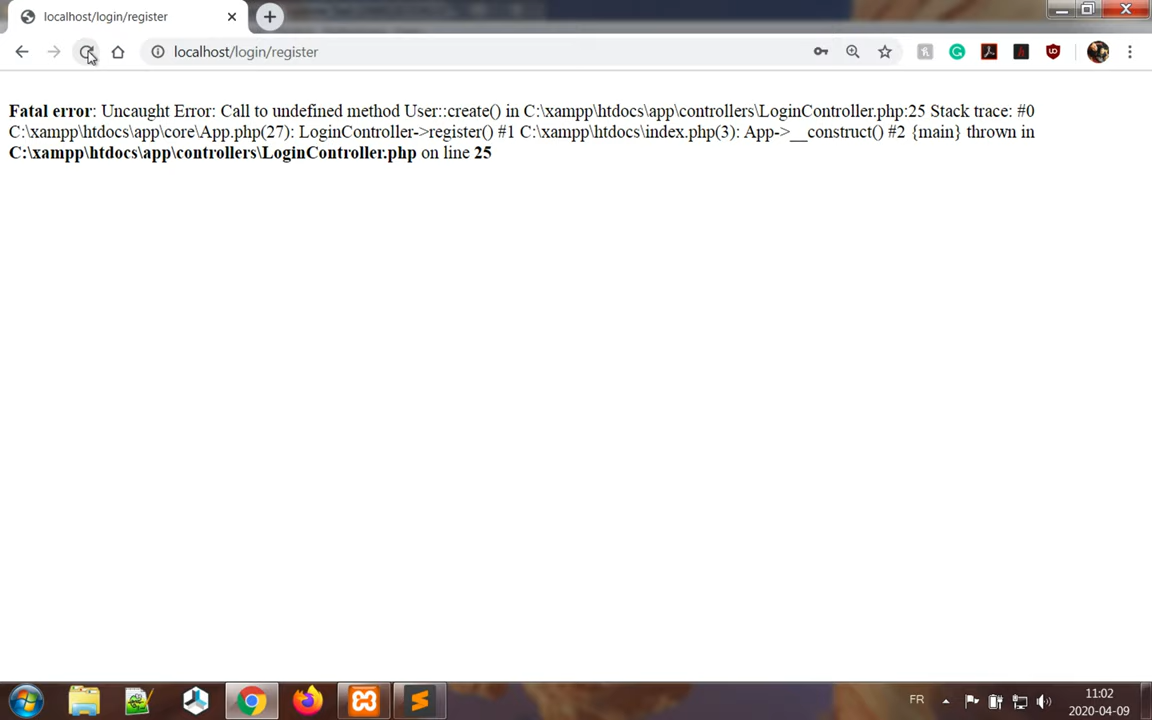 localhost/login/register
localhost/login/register
Fatal error: Uncaught Error: Call to undefined method User::create() in C:\xampp\htdocs\app\controllers\LoginController.php:25 Stack trace: #0
C:\xampp\htdocs\app\core\App.php(27): LoginController->register() #1 C:\xampp\htdocs\index.php(3): App->__construct() #2 {main} thrown in
C:\xampp\htdocs\app\controllers\LoginController.php on line 25
FR
11:02
2020-04-09